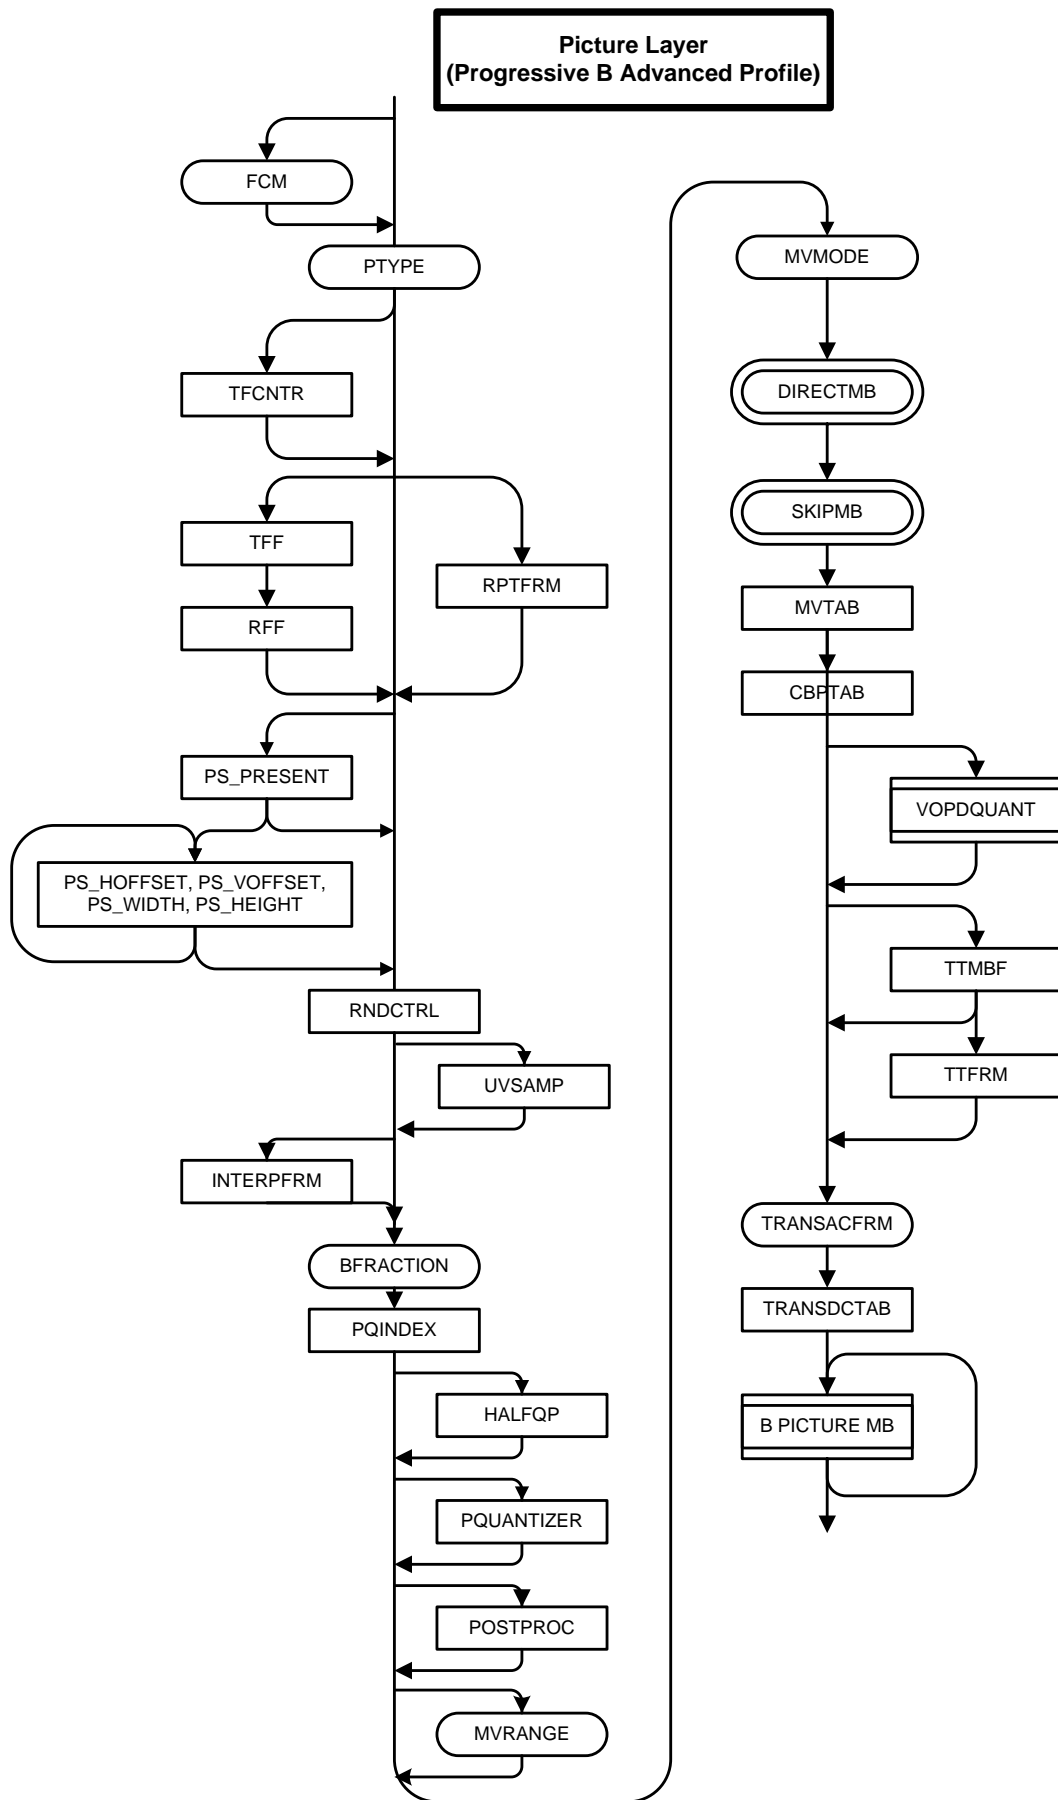 Picture Layer
(Progressive B Advanced Profile)
FCM
PTYPE
TFCNTR
TFF
RPTFRM
RFF
PS_PRESENT
PS_HOFFSET, PS_VOFFSET,
PS_WIDTH, PS_HEIGHT
RNDCTRL
UVSAMP
INTERPFRM
BFRACTION
PQINDEX
HALFQP
PQUANTIZER
POSTPROC
MVRANGE
MVMODE
DIRECTMB
SKIPMB
MVTAB
CBPTAB
VOPDQUANT
TTMBF
TTFRM
TRANSACFRM
TRANSDCTAB
B PICTURE MB